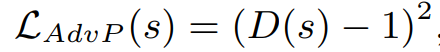 ℒ_{AdvP}(s) = (D(s) − 1)²,